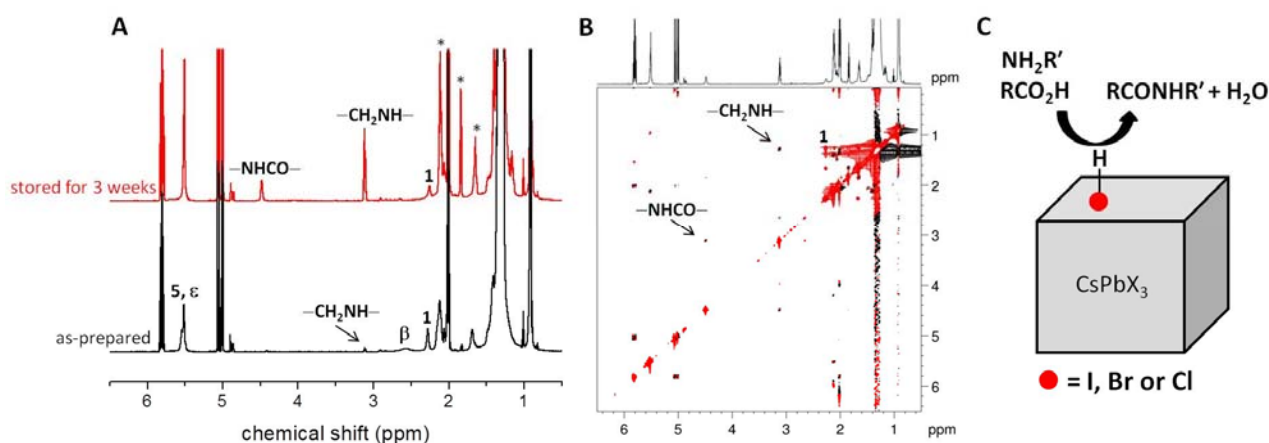 A
*
*
*
—CH₂NH—
—NHCO—
1
stored for 3 weeks
5, ε
—CH₂NH—
β
1
as-prepared
6 5 4 3 2 1
chemical shift (ppm)
B
ppm
—CH₂NH—
1
1
2
—NHCO—
3
4
5
6
6 5 4 3 2 1 ppm
C
NH₂R’
RCO₂H RCONHR’ + H₂O
H
CsPbX₃
= I, Br or Cl